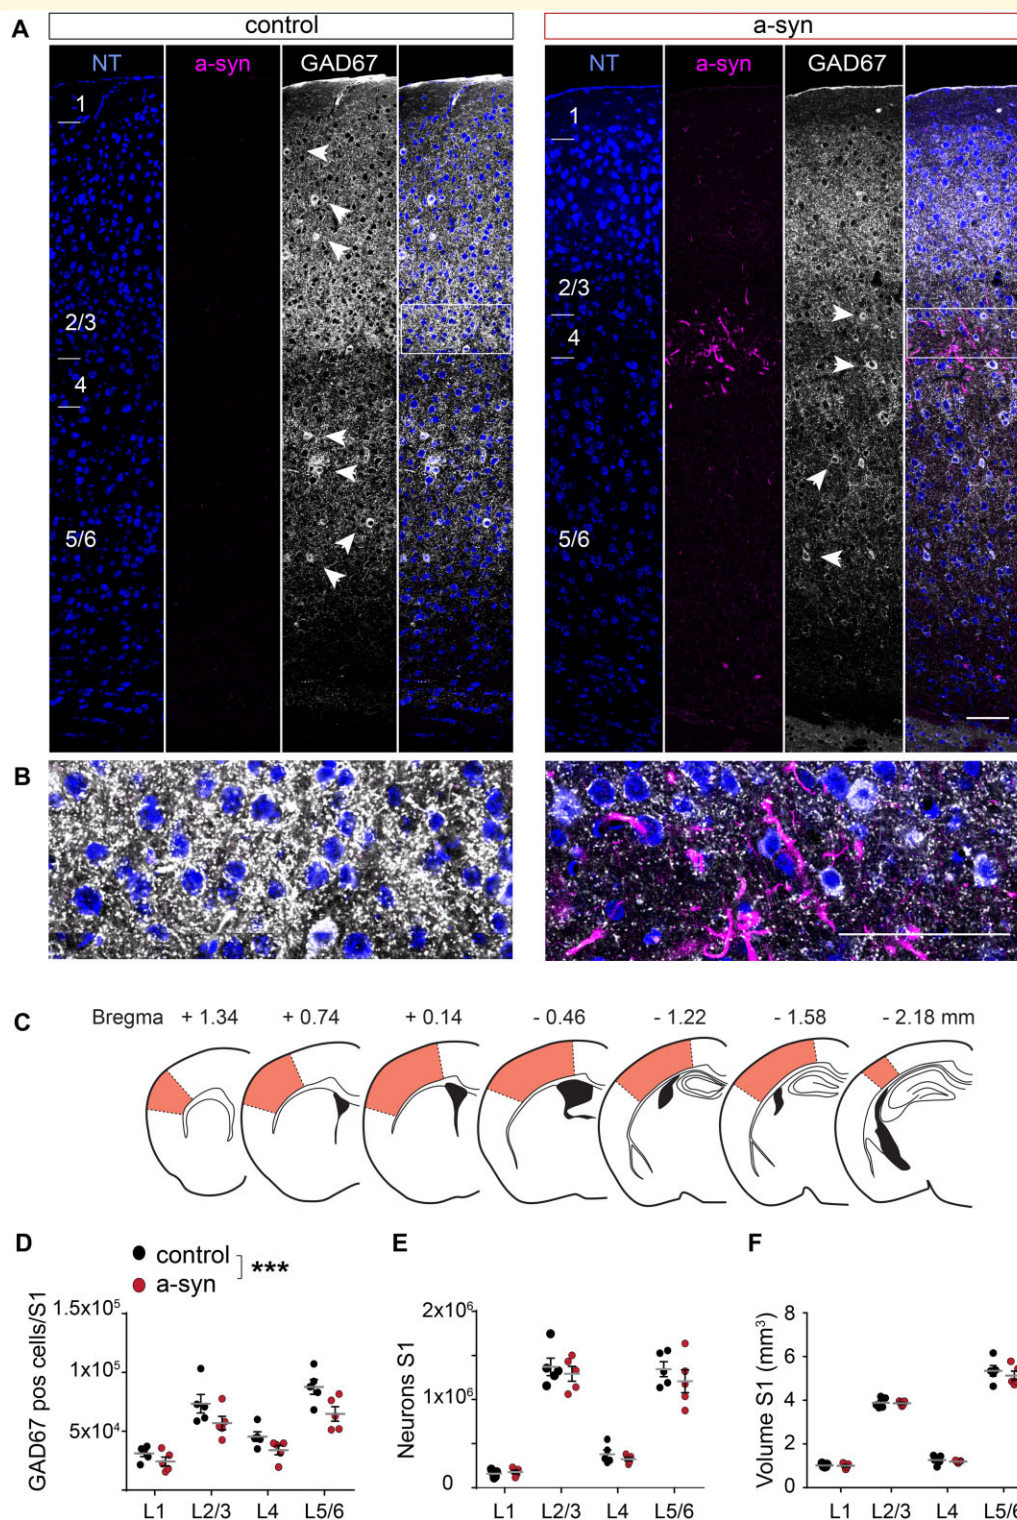 A control a-syn
NT a-syn GAD67 NT a-syn GAD67
1 1
2/3 2/3
4 4
5/6 5/6
B
C Bregma + 1.34 + 0.74 + 0.14 - 0.46 - 1.22 - 1.58 - 2.18 mm
D E F
control
a-syn
***
GAD67 pos cells/S1
1.5x10⁵
1x10⁵
5x10⁴
L1 L2/3 L4 L5/6
Neurons S1
2x10⁶
1x10⁶
0
L1 L2/3 L4 L5/6
Volume S1 (mm³)
8
6
4
2
0
L1 L2/3 L4 L5/6